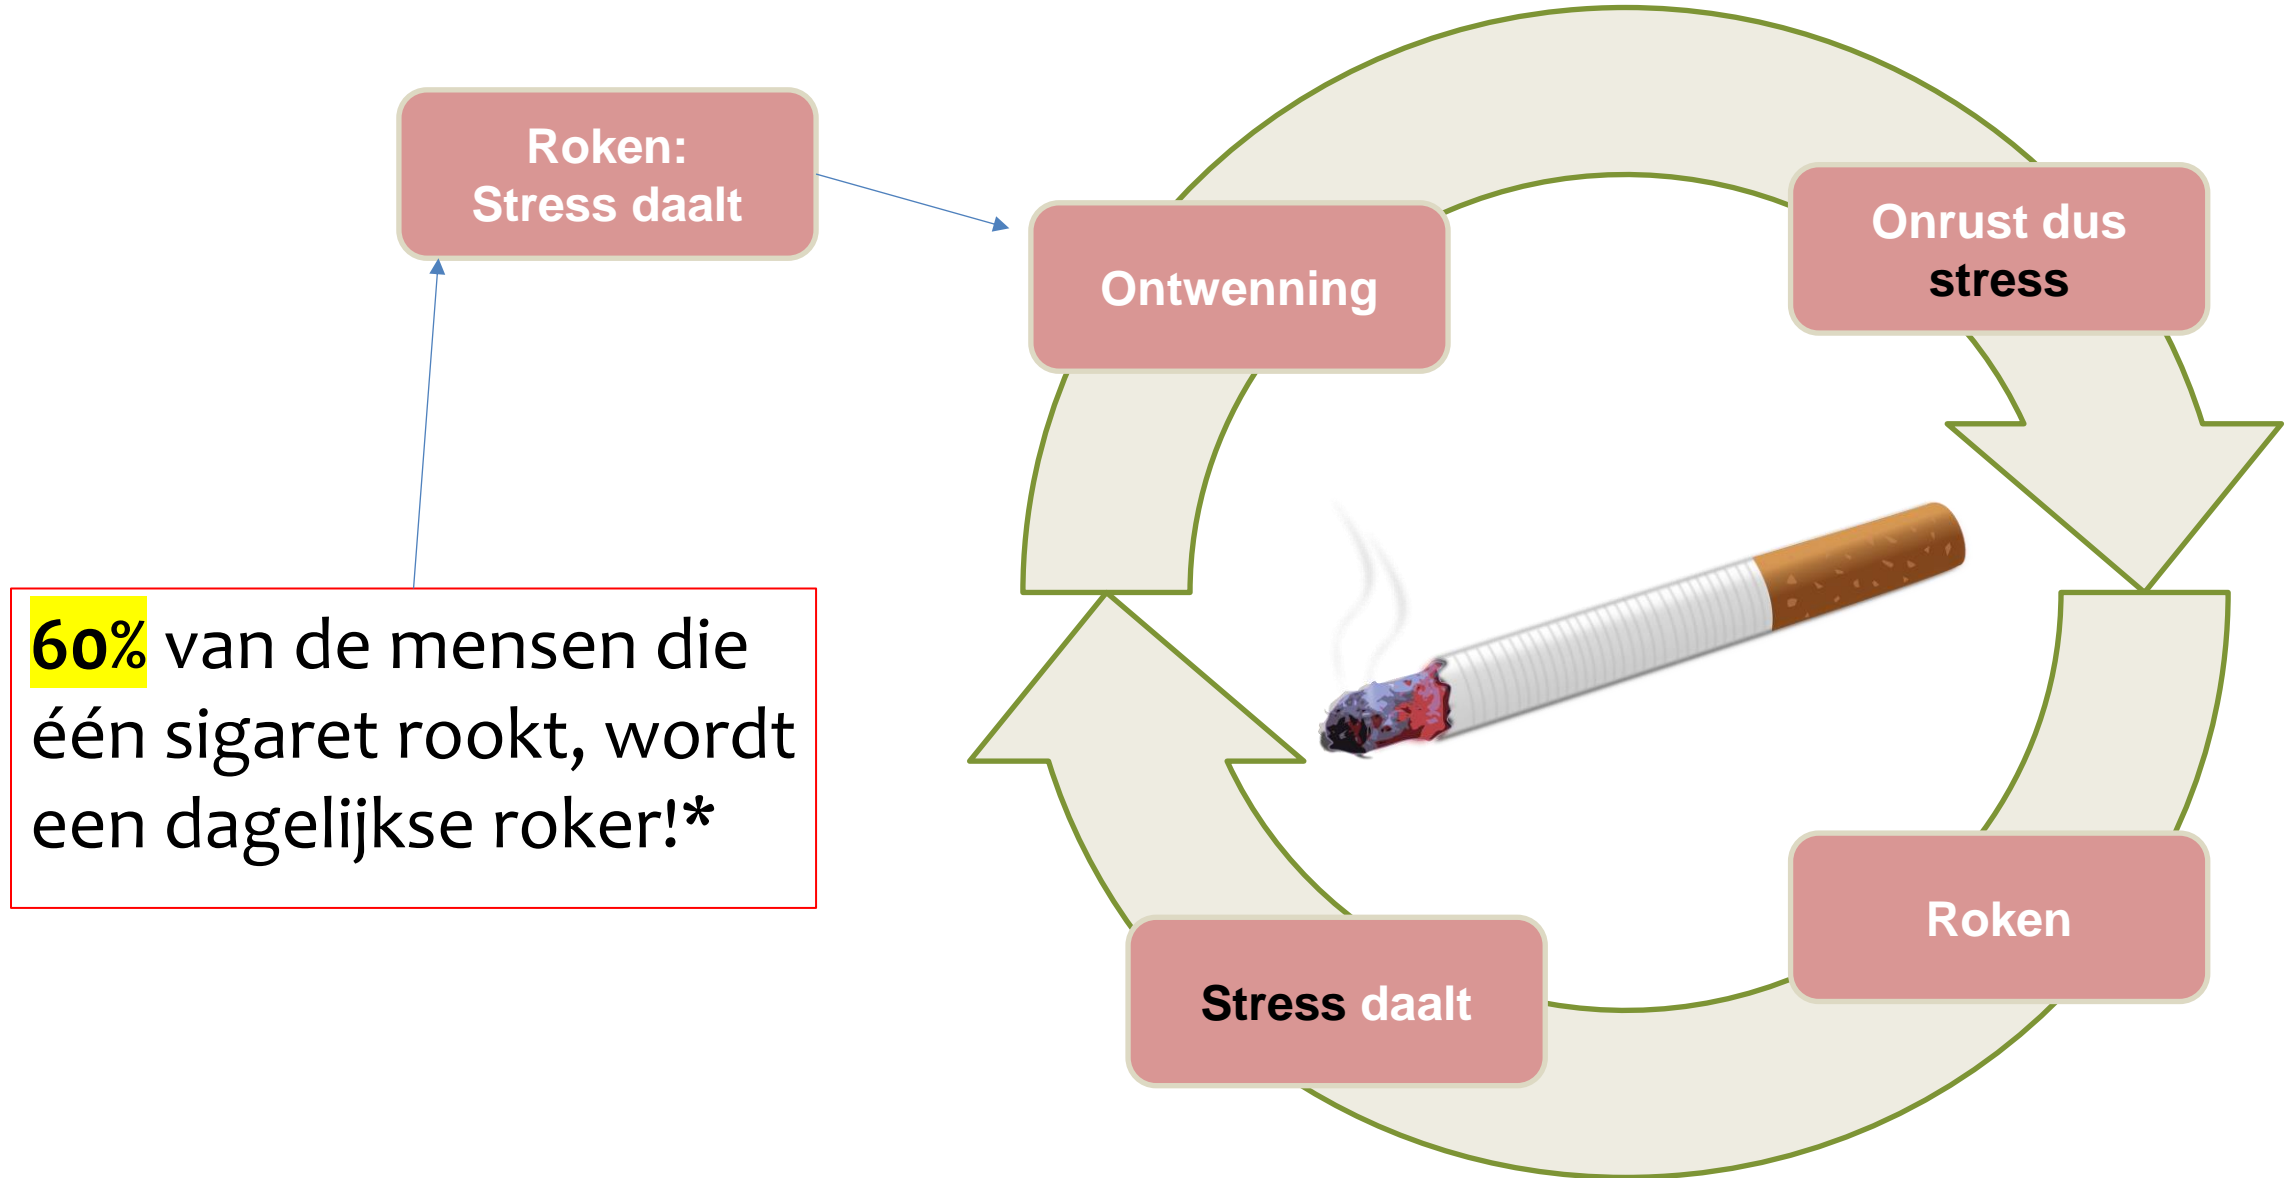 Roken:
Stress daalt
Ontwenning
Onrust dus
stress
60% van de mensen die
één sigaret rookt, wordt
een dagelijkse roker!*
Roken
Stress daalt